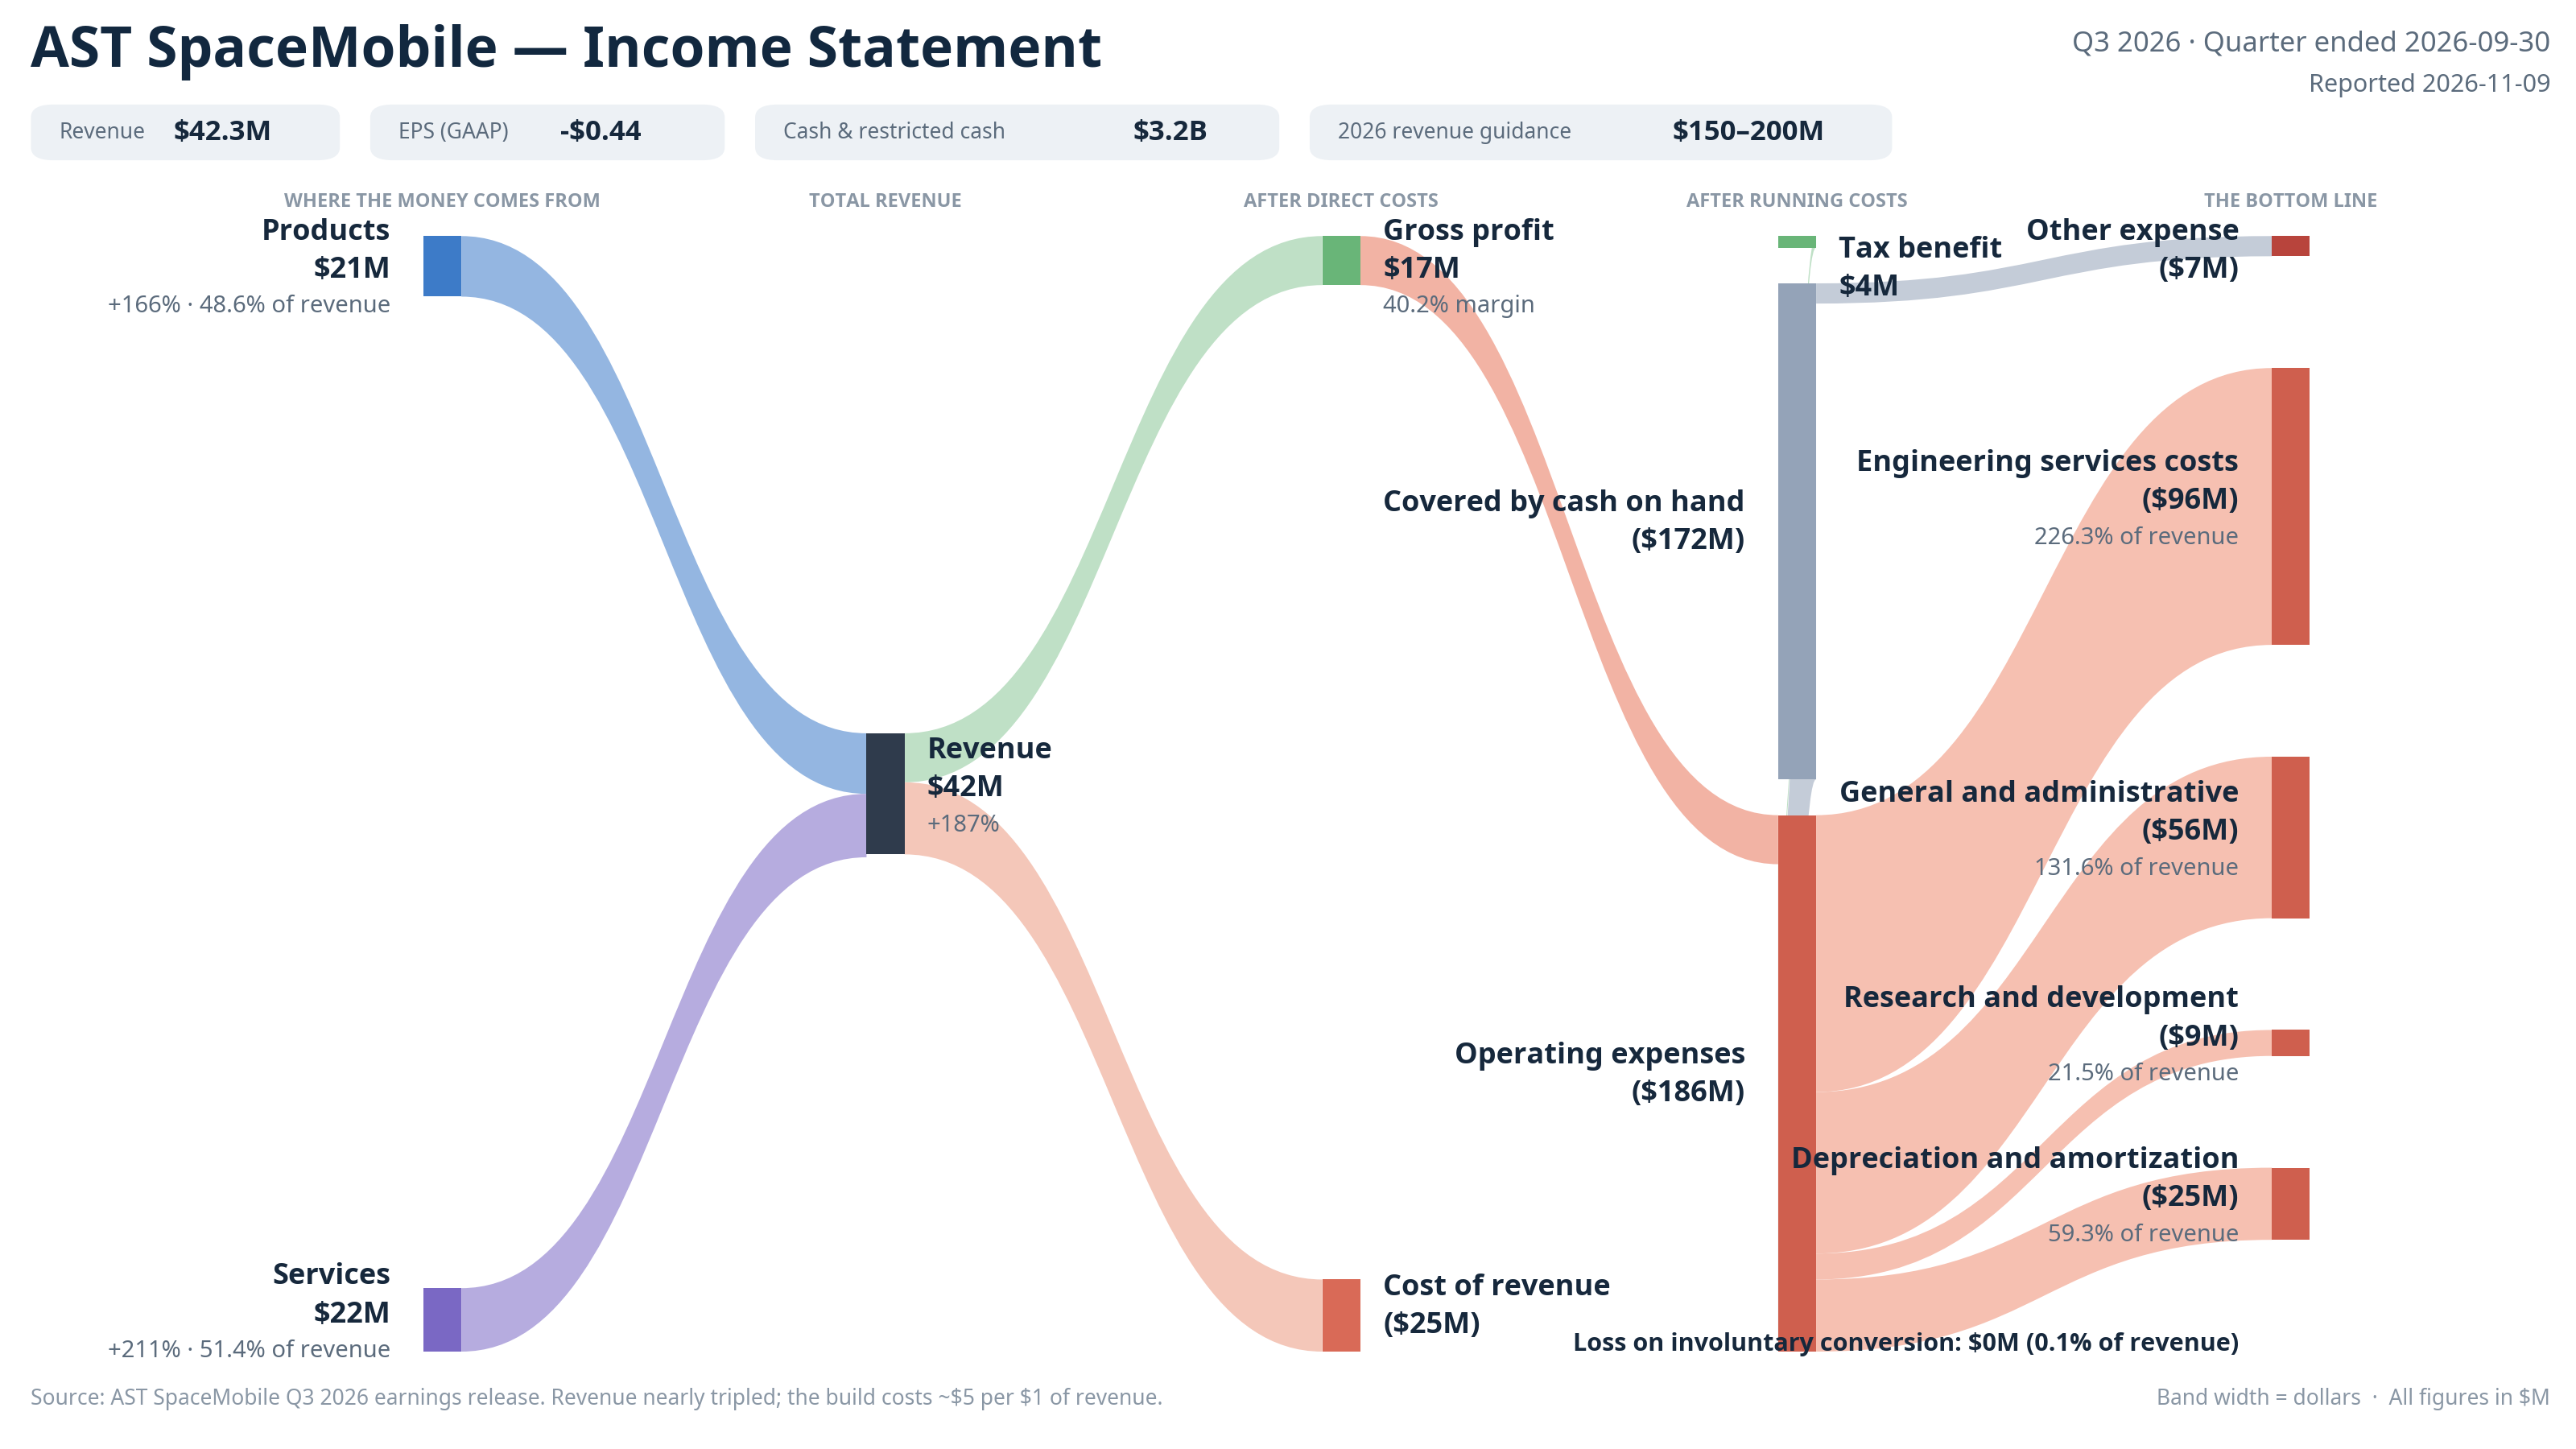 AST SpaceMobile — Income Statement
Q3 2026 · Quarter ended 2026-09-30
Reported 2026-11-09
Revenue $42.3M
EPS (GAAP) -$0.44
Cash & restricted cash $3.2B
2026 revenue guidance $150–200M
WHERE THE MONEY COMES FROM
TOTAL REVENUE
AFTER DIRECT COSTS
AFTER RUNNING COSTS
THE BOTTOM LINE
Products
$21M
+166% · 48.6% of revenue
Services
$22M
+211% · 51.4% of revenue
Revenue
$42M
+187%
Gross profit
$17M
40.2% margin
Cost of revenue
($25M)
Tax benefit
$4M
Covered by cash on hand
($172M)
Operating expenses
($186M)
Other expense
($7M)
Engineering services costs
($96M)
226.3% of revenue
General and administrative
($56M)
131.6% of revenue
Research and development
($9M)
21.5% of revenue
Depreciation and amortization
($25M)
59.3% of revenue
Loss on involuntary conversion: $0M (0.1% of revenue)
Source: AST SpaceMobile Q3 2026 earnings release. Revenue nearly tripled; the build costs ~$5 per $1 of revenue.
Band width = dollars · All figures in $M